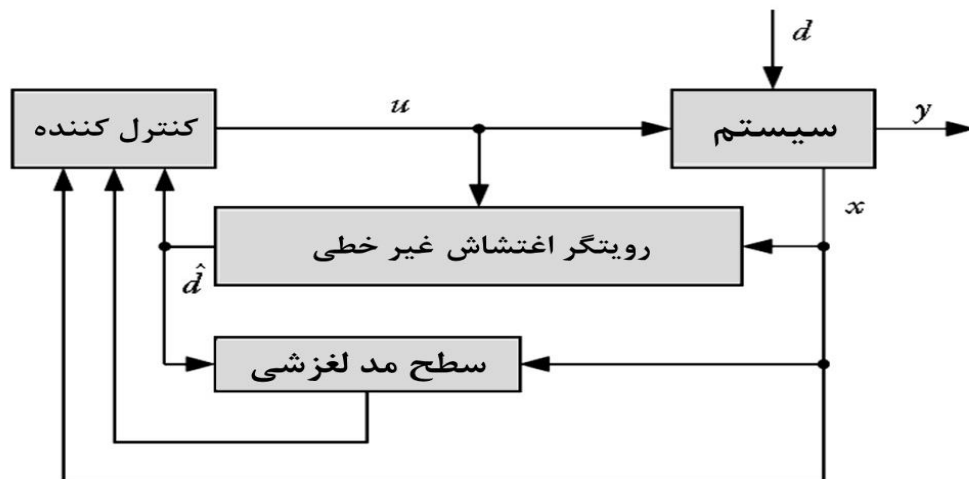 d
کنترل کننده
u
سیستم
y
x
رویتگر اغتشاش غیر خطی
d̂
سطح مد لغزشی